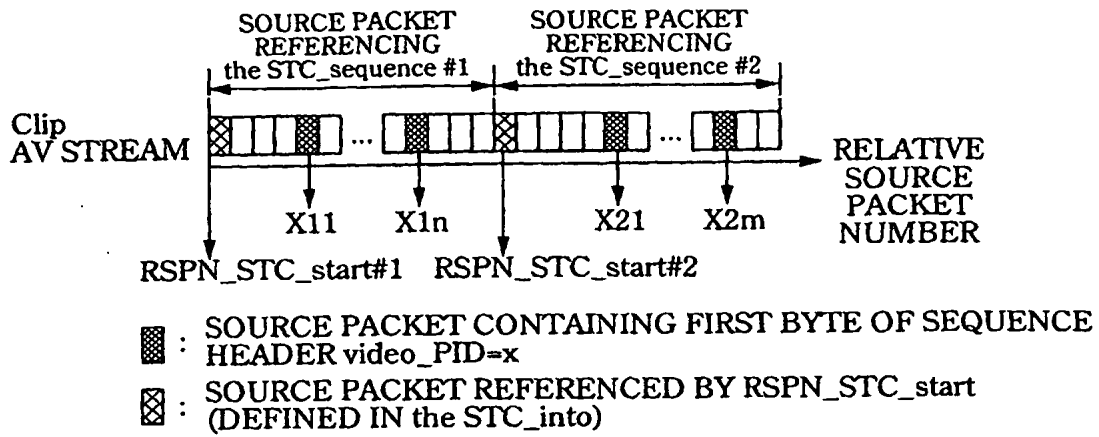 SOURCE PACKET REFERENCING the STC_sequence #1
SOURCE PACKET REFERENCING the STC_sequence #2
Clip AV STREAM
...
...
RELATIVE SOURCE PACKET NUMBER
X11
X1n
X21
X2m
RSPN_STC_start#1
RSPN_STC_start#2
: SOURCE PACKET CONTAINING FIRST BYTE OF SEQUENCE
HEADER video_PID=x
: SOURCE PACKET REFERENCED BY RSPN_STC_start
(DEFINED IN the STC_into)